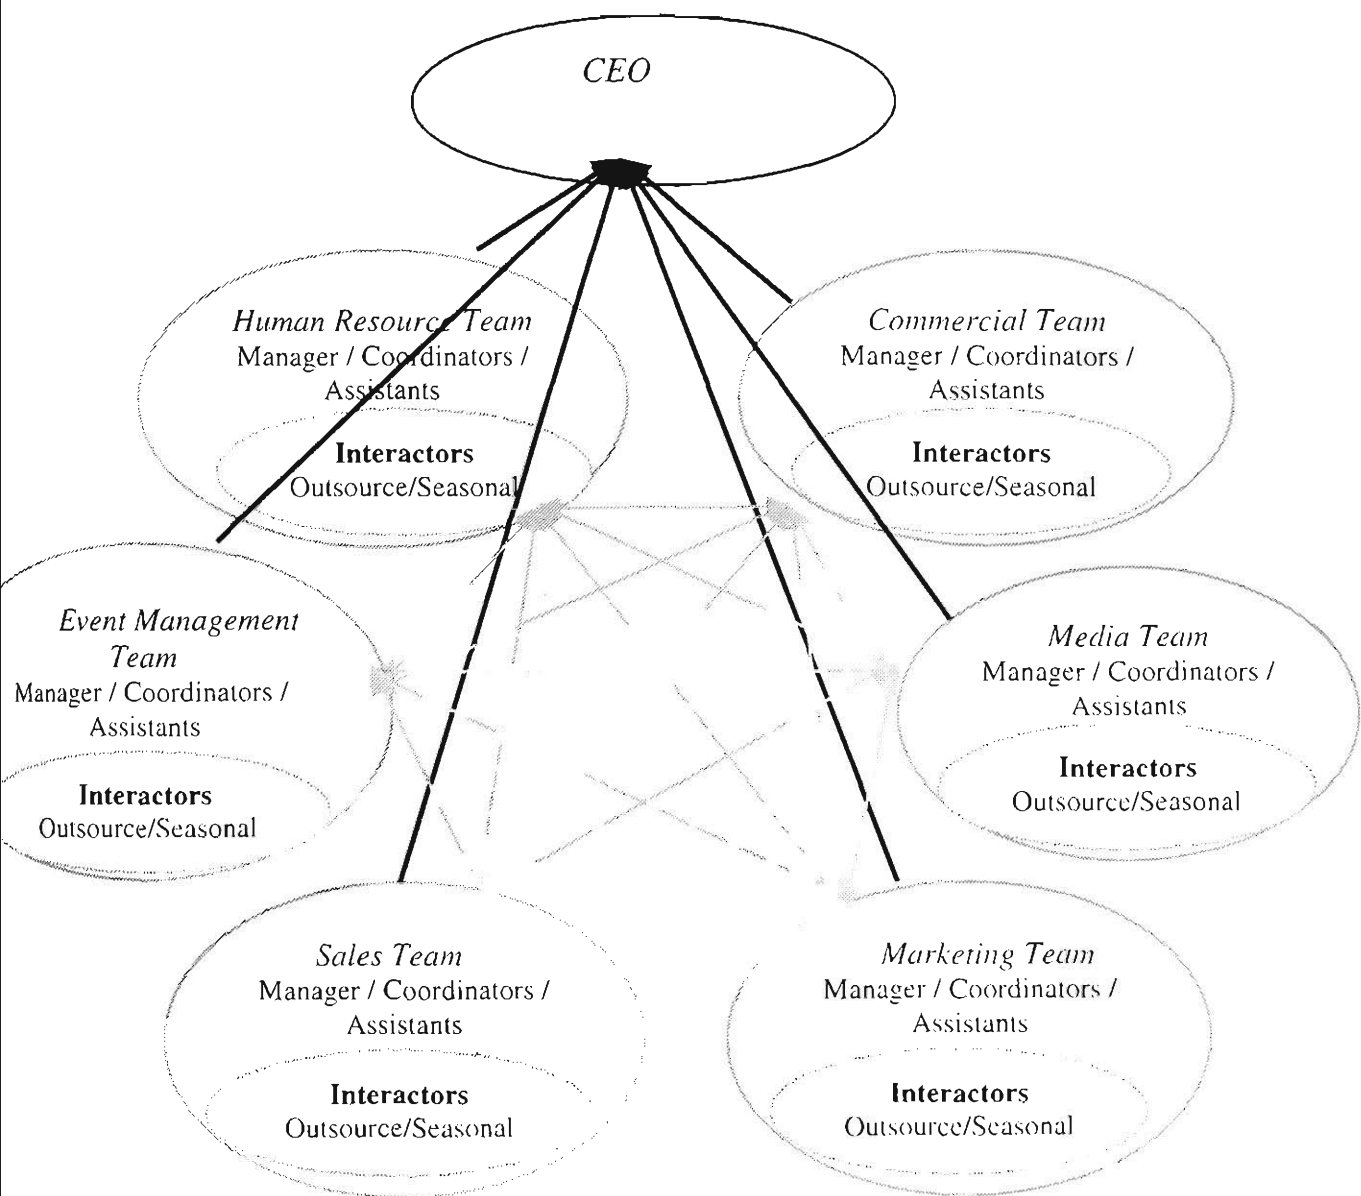 CEO
Human Resource Team
Manager / Coordinators /
Assistants
Interactors
Outsource/Seasonal
Commercial Team
Manager / Coordinators /
Assistants
Interactors
Outsource/Seasonal
Event Management
Team
Manager / Coordinators /
Assistants
Interactors
Outsource/Seasonal
Media Team
Manager / Coordinators /
Assistants
Interactors
Outsource/Seasonal
Sales Team
Manager / Coordinators /
Assistants
Interactors
Outsource/Seasonal
Marketing Team
Manager / Coordinators /
Assistants
Interactors
Outsource/Seasonal